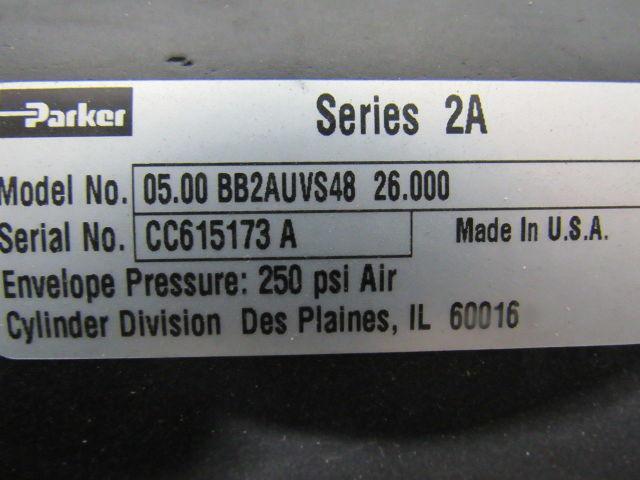 Parker Series 2A
Model No. 05.00 BB2AUVS48 26.000
Serial No. CC615173 A Made In U.S.A.
Envelope Pressure: 250 psi Air
Cylinder Division Des Plaines, IL 60016